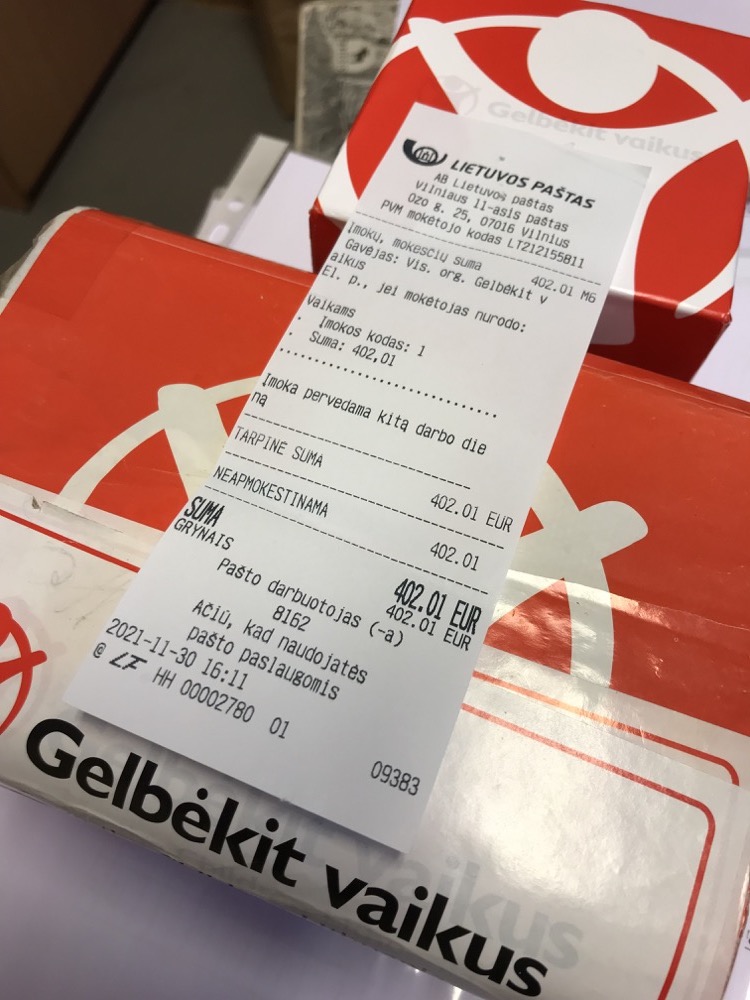 Gelbėkit vaikus
LIETUVOS PAŠTAS
AB Lietuvos paštas
Vilniaus 11-asis paštas
Ozo g. 25, 07016 Vilnius
PVM mokėtojo kodas LT212155811
Įmokų, mokesčių suma 402.01 M6
Gavėjas: Vis. org. Gelbėkit v
aikus
El. D., jei mokėtojas nurodo:
Vaikams
· Įmokos kodas: 1
· Suma: 402,01
Įmoka pervedama kitą darbo die
ną
TARPINĖ SUMA 402.01 EUR
NEAPMOKESTINAMA 402.01
SUMA 402.01 EUR
GRYNAIS 402.01 EUR
Pašto darbuotojas (-a)
8162
Ačiū, kad naudojatės
pašto paslaugomis
2021-11-30 16:11
@ LF HH 00002780 01
09383
Gelbėkit vaikus